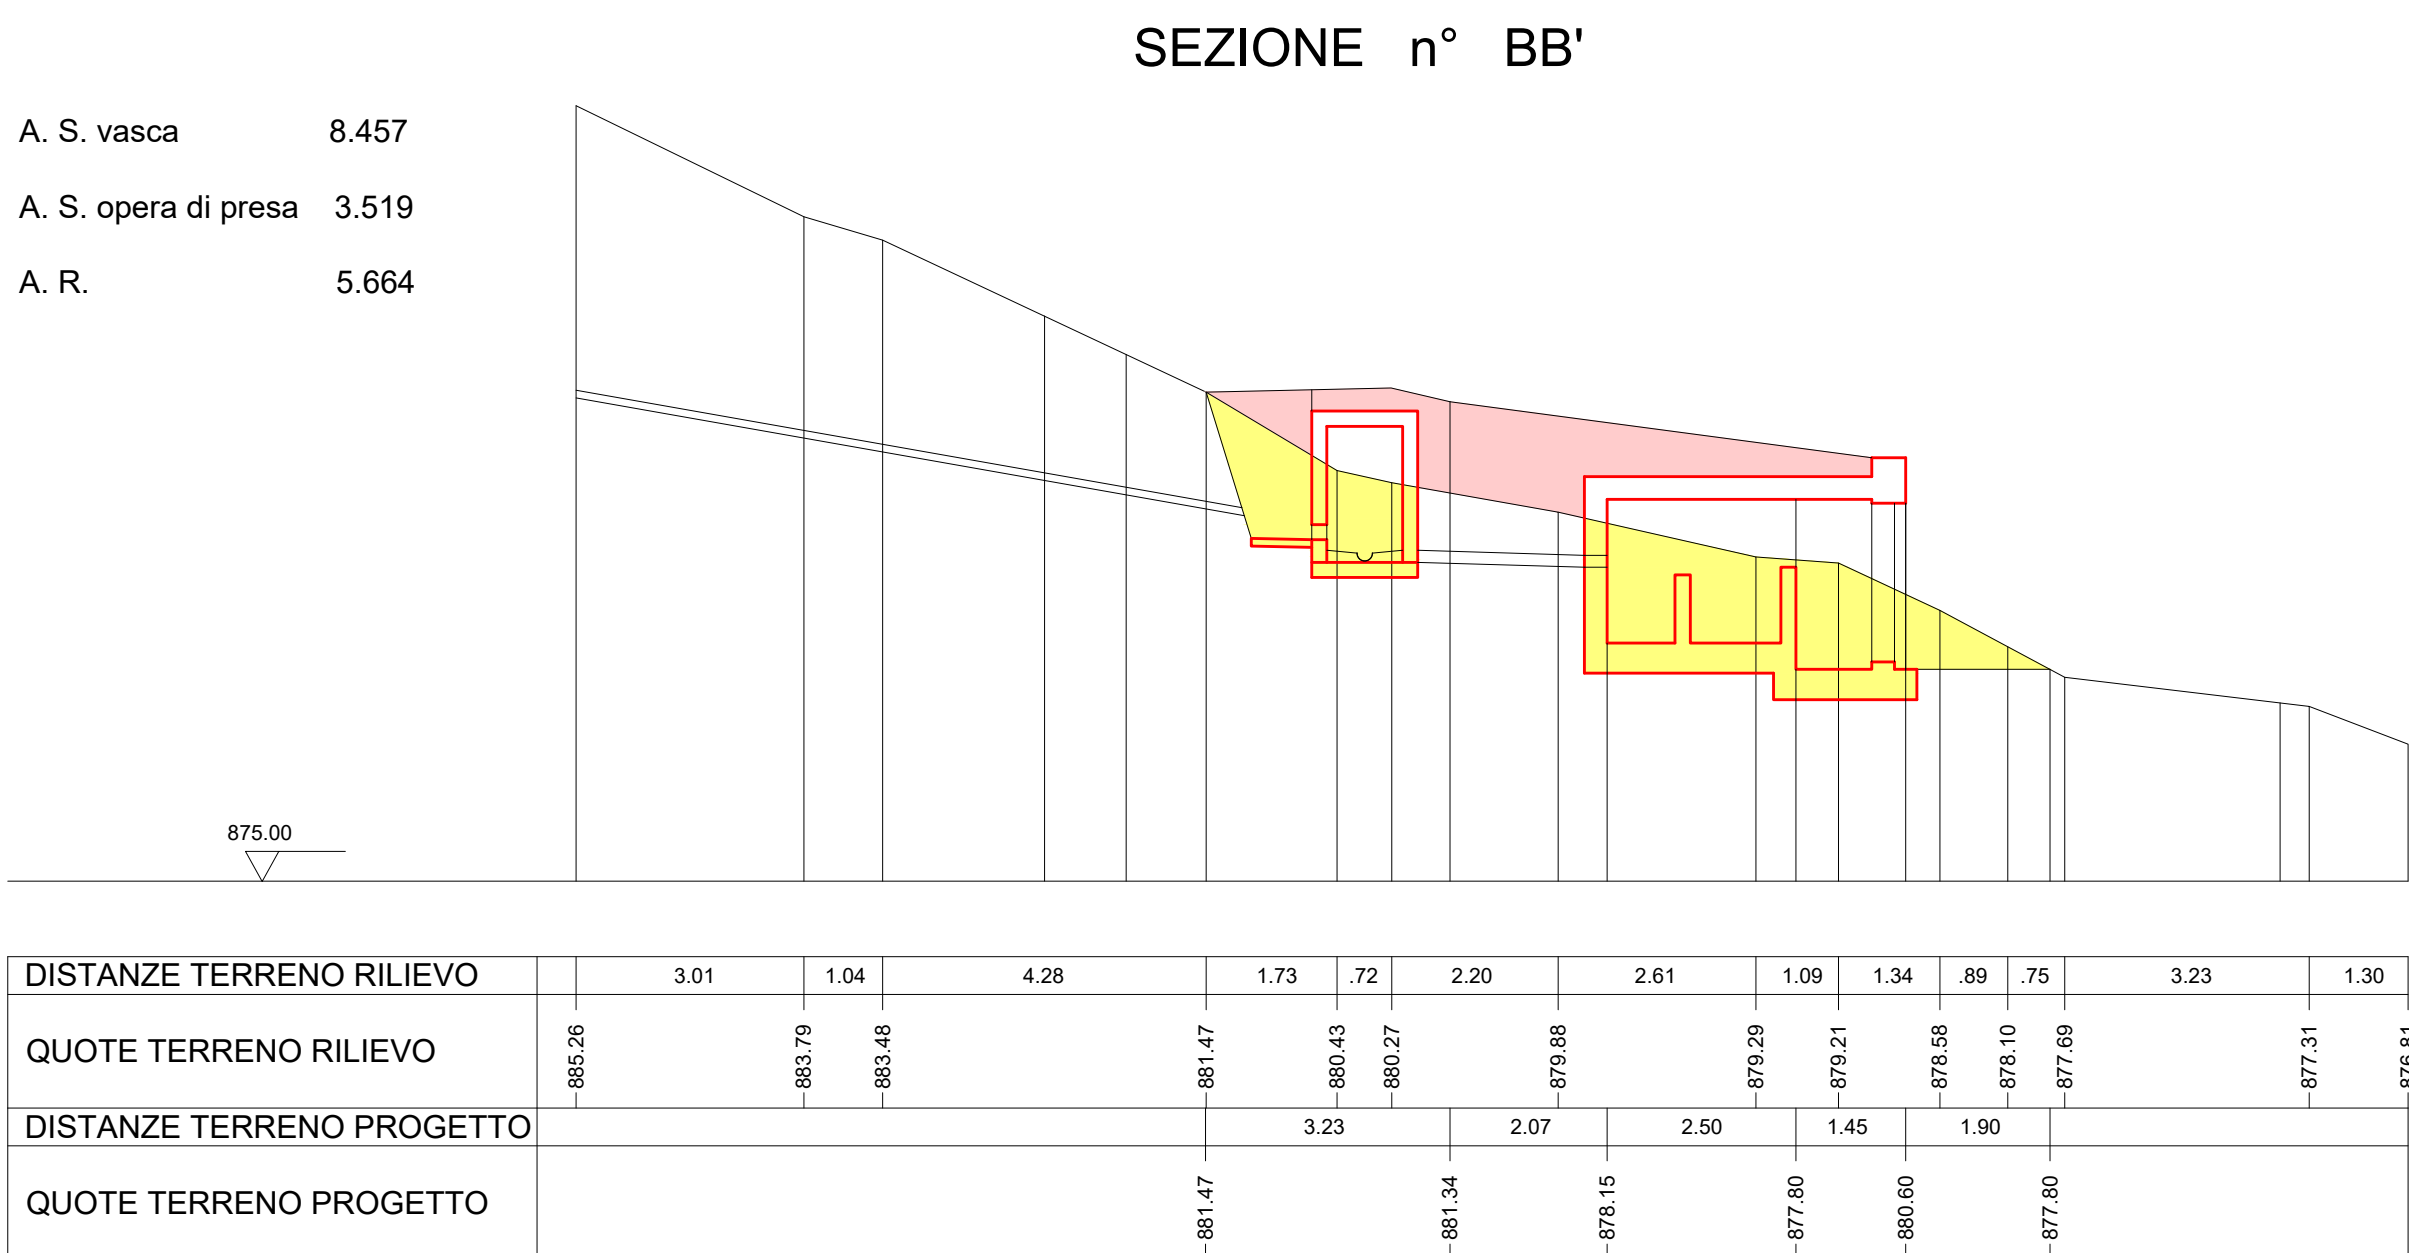 SEZIONE n° BB'
A. S. vasca 8.457
A. S. opera di presa 3.519
A. R. 5.664
875.00
DISTANZE TERRENO RILIEVO 3.01 1.04 4.28 1.73 .72 2.20 2.61 1.09 1.34 .89 .75 3.23 1.30
QUOTE TERRENO RILIEVO 885.26 883.79 883.48 881.47 880.43 880.27 879.88 879.29 879.21 878.58 878.10 877.69 877.31 876.81
DISTANZE TERRENO PROGETTO 3.23 2.07 2.50 1.45 1.90
QUOTE TERRENO PROGETTO 881.47 881.34 878.15 877.80 880.60 877.80